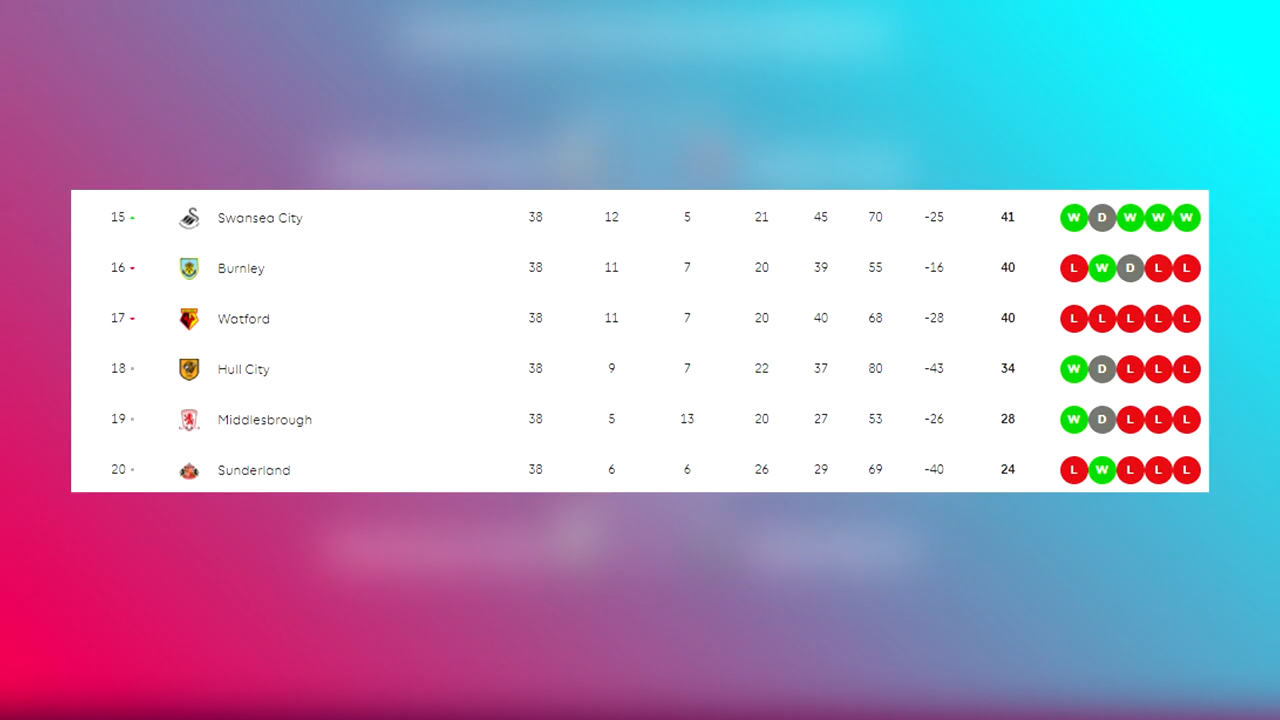 15 Swansea City 38 12 5 21 45 70 -25 41 W D W W W
16 Burnley 38 11 7 20 39 55 -16 40 L W D L L
17 Watford 38 11 7 20 40 68 -28 40 L L L L L
18 Hull City 38 9 7 22 37 80 -43 34 W D L L L
19 Middlesbrough 38 5 13 20 27 53 -26 28 W D L L L
20 Sunderland 38 6 6 26 29 69 -40 24 L W L L L